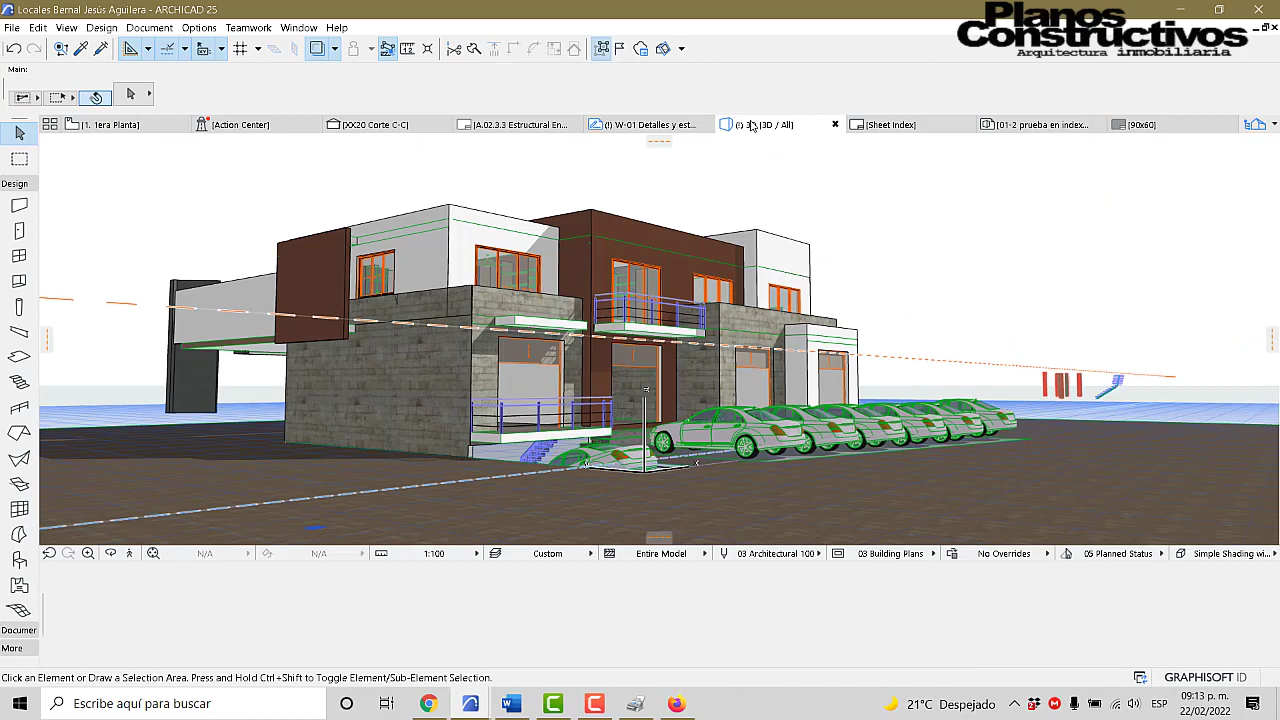 Locales Bernal Jesús Aguilera - ARCHICAD 25
Planos
Constructivos
Arquitectura inmobiliaria
File Edit View Design Document Options Teamwork Window Help
Main:
[1. 1era Planta]
[Action Center]
[XX20 Corte C-C]
[A.02.3.3 Estructural En...
(!) W-01 Detalles y est...
[3D / All]
[Sheet Index]
[01-2 prueba en index...
[90x60]
Design
N/A
N/A
1:100
Custom
Entire Model
03 Architectural 100
03 Building Plans
No Overrides
05 Planned Status
Simple Shading wi...
Documen
More
Click an Element or Draw a Selection Area. Press and Hold Ctrl+Shift to Toggle Element/Sub-Element Selection.
GRAPHISOFT ID
Escribe aquí para buscar
21°C Despejado
ESP
09:13 p. m.
22/02/2022